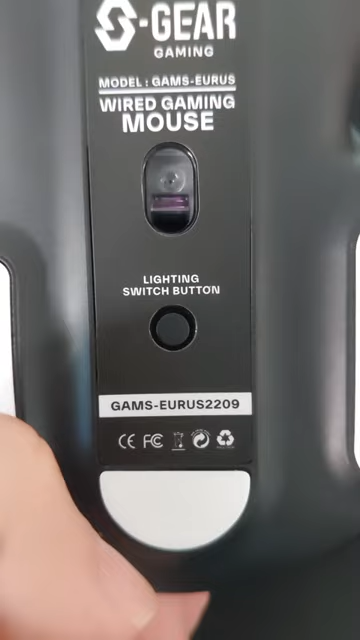 S-GEAR
GAMING
MODEL : GAMS-EURUS
WIRED GAMING
MOUSE
LIGHTING
SWITCH BUTTON
GAMS-EURUS2209
CE FC